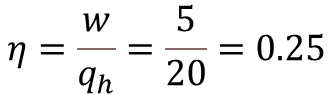 η = w/q_h = 5/20 = 0.25